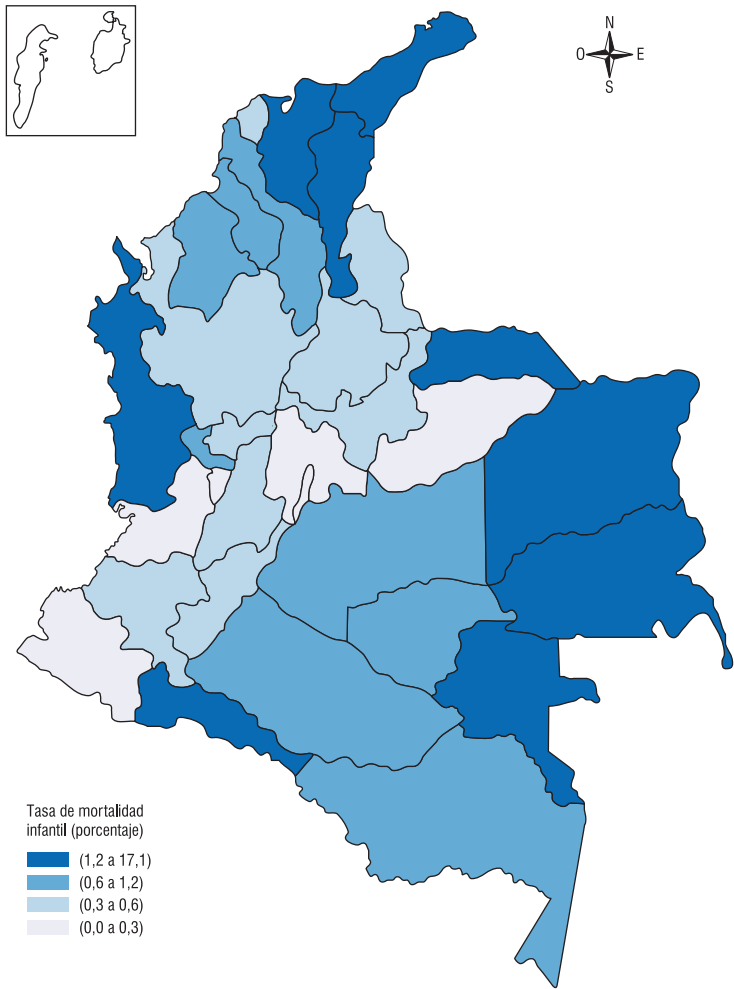 N
O E
S
Tasa de mortalidad
infantil (porcentaje)
(1,2 a 17,1)
(0,6 a 1,2)
(0,3 a 0,6)
(0,0 a 0,3)